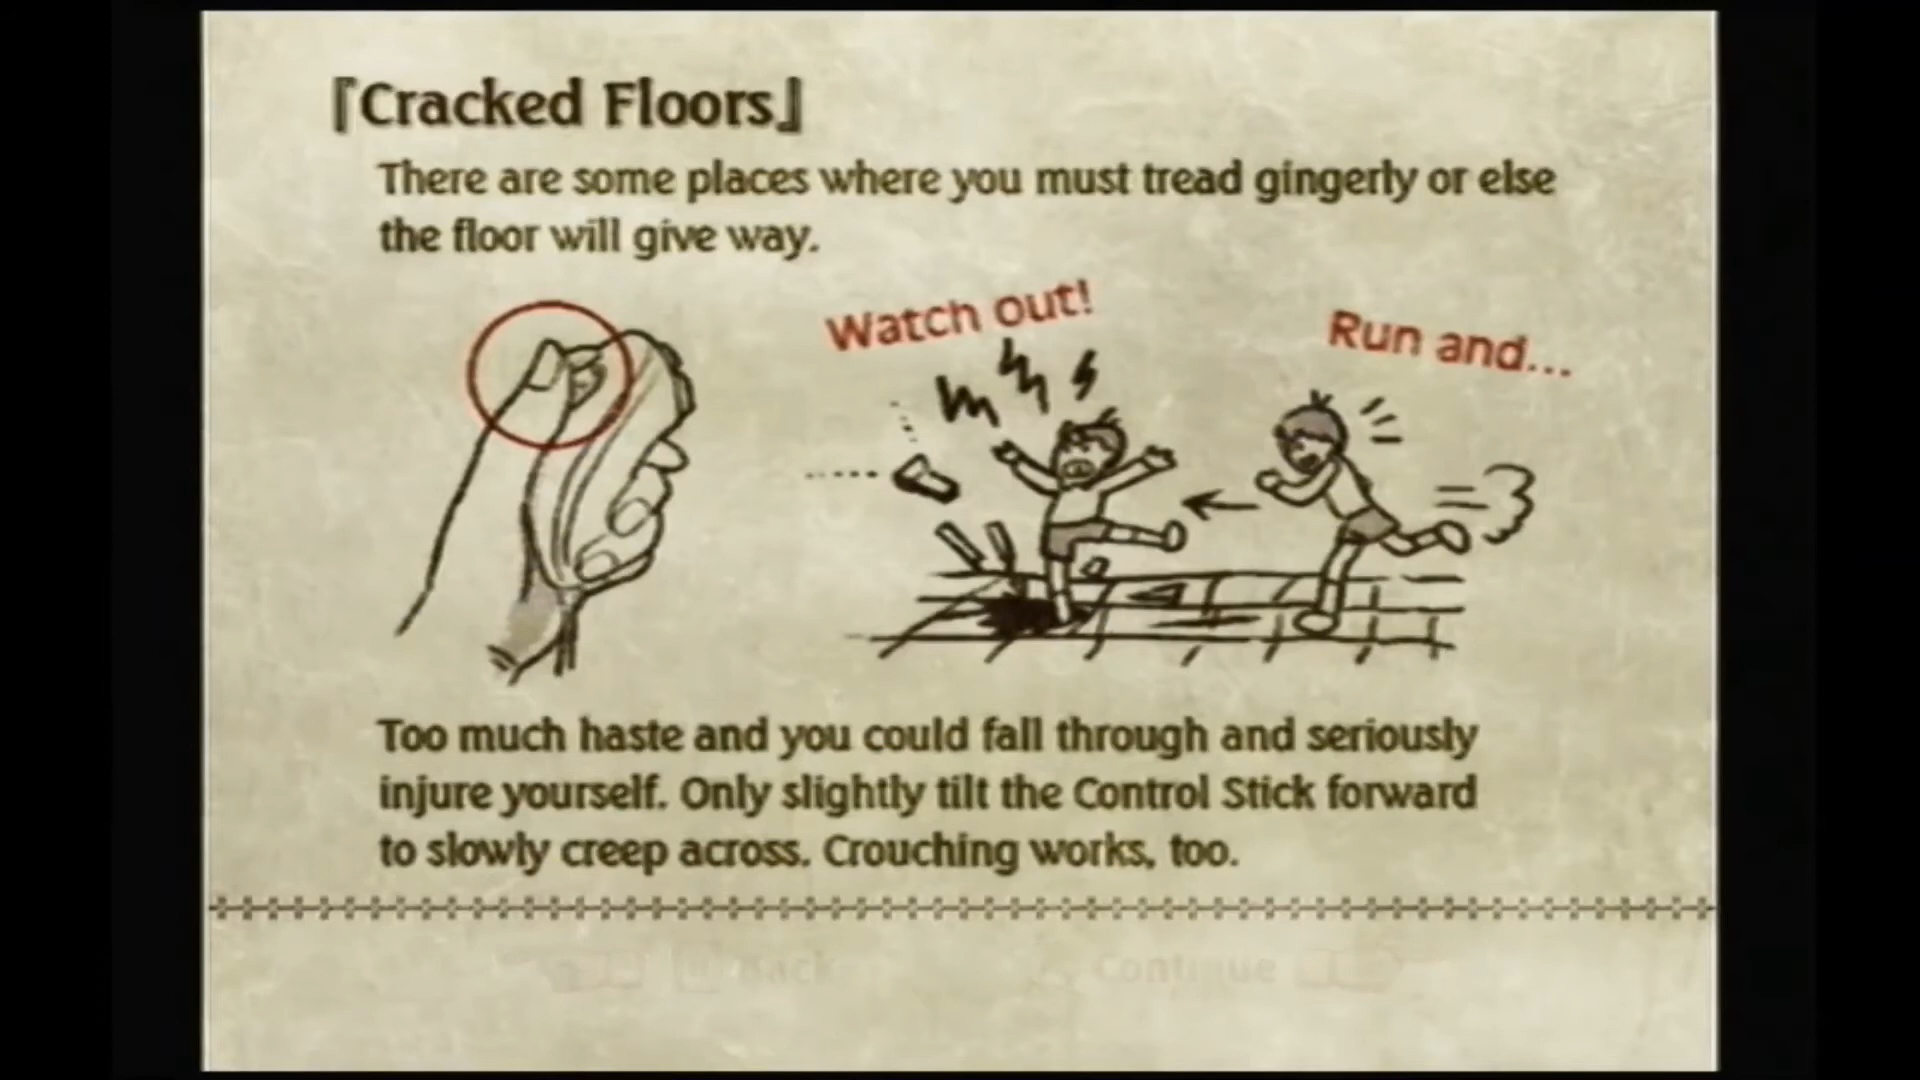 『Cracked Floors』
There are some places where you must tread gingerly or else
the floor will give way.
Watch out!
Run and...
Too much haste and you could fall through and seriously
injure yourself. Only slightly tilt the Control Stick forward
to slowly creep across. Crouching works, too.
Back
Continue